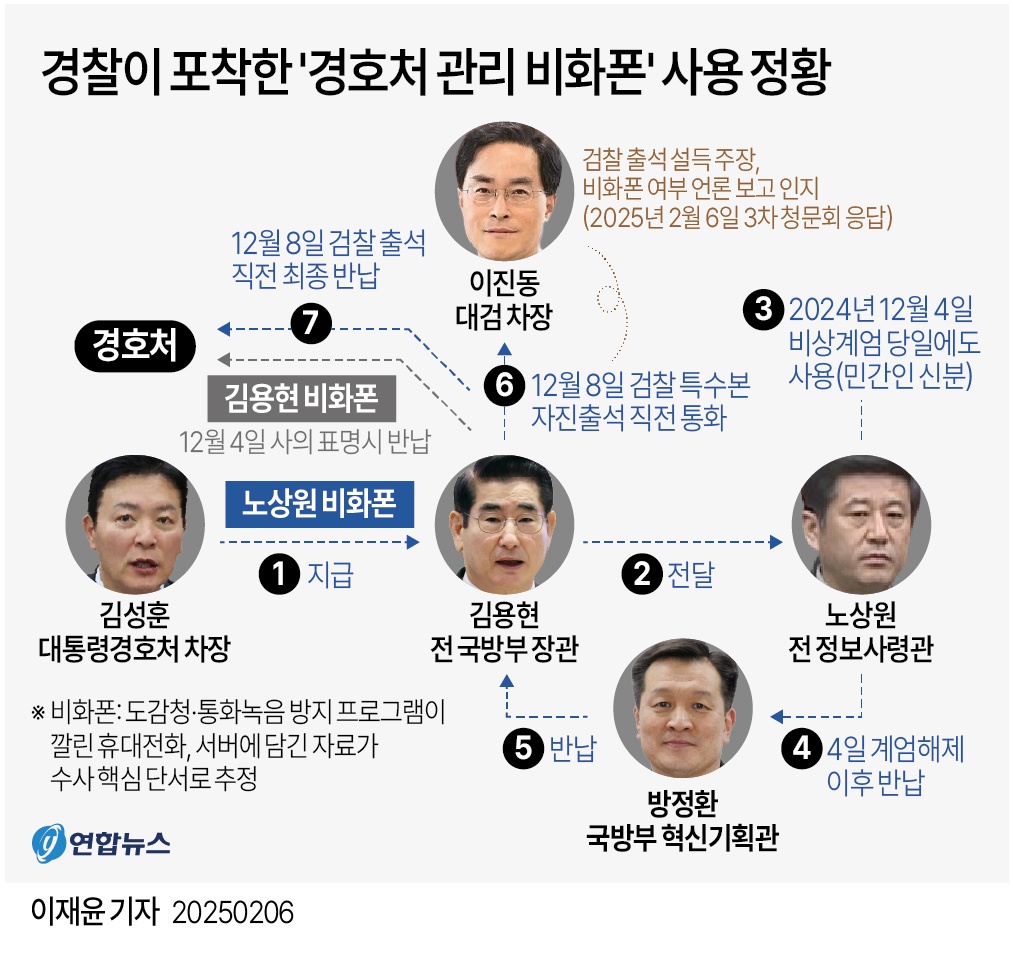 경찰이 포착한 '경호처 관리 비화폰' 사용 정황
검찰 출석 설득 주장,
비화폰 여부 언론 보고 인지
(2025년 2월 6일 3차 청문회 응답)
이진동
대검 차장
12월 8일 검찰 출석
직전 최종 반납
7
경호처
김용현 비화폰
12월 4일 사의 표명시 반납
6
12월 8일 검찰 특수본
자진출석 직전 통화
3
2024년 12월 4일
비상계엄 당일에도
사용(민간인 신분)
노상원 비화폰
1 지급
2 전달
김성훈
대통령경호처 차장
김용현
전 국방부 장관
노상원
전 정보사령관
5 반납
4 4일 계엄해제
이후 반납
방정환
국방부 혁신기획관
※ 비화폰: 도감청·통화녹음 방지 프로그램이
깔린 휴대전화, 서버에 담긴 자료가
수사 핵심 단서로 추정
y 연합뉴스
이재윤 기자 20250206